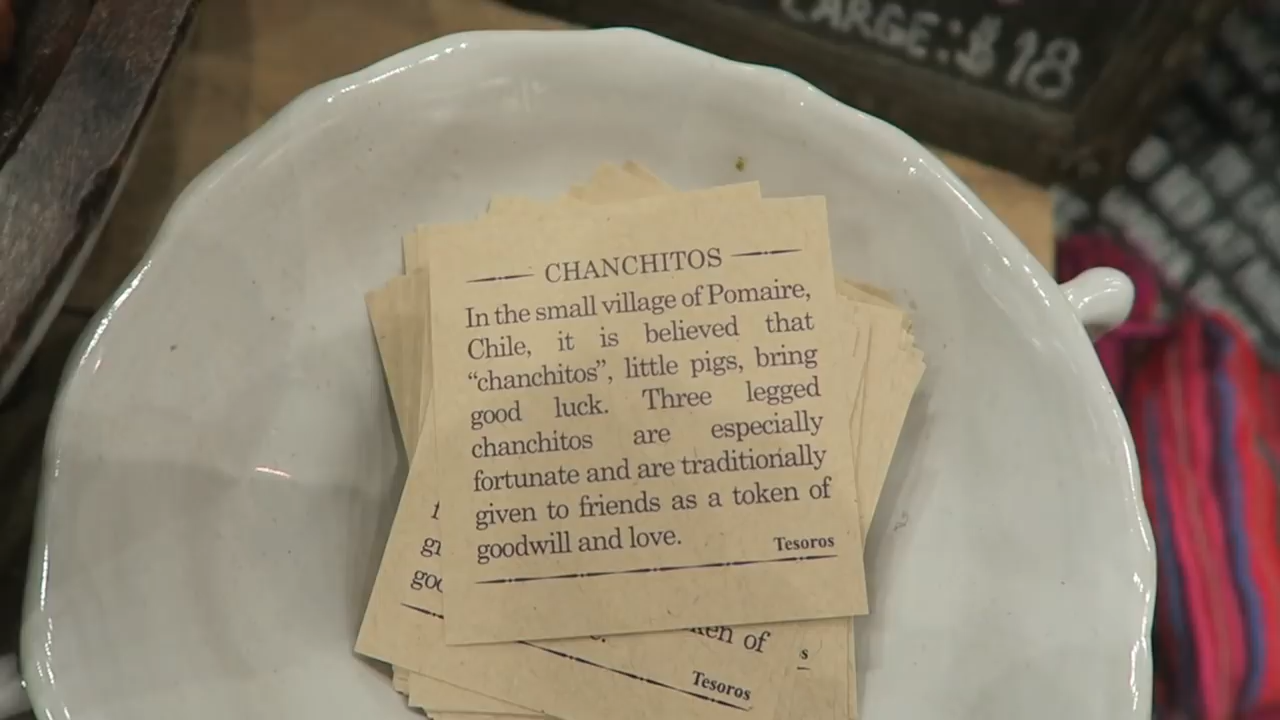 LARGE: $18
CHANCHITOS
In the small village of Pomaire,
Chile, it is believed that
“chanchitos”, little pigs, bring
good luck. Three legged
chanchitos are especially
fortunate and are traditionally
given to friends as a token of
goodwill and love.
Tesoros
of
Tesoros